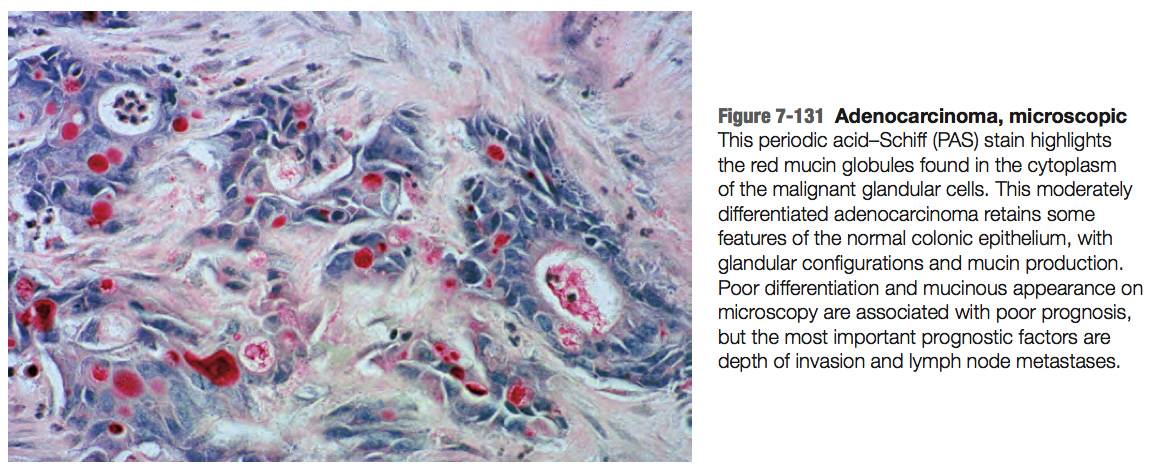 Figure 7-131 Adenocarcinoma, microscopic
This periodic acid–Schiff (PAS) stain highlights
the red mucin globules found in the cytoplasm
of the malignant glandular cells. This moderately
differentiated adenocarcinoma retains some
features of the normal colonic epithelium, with
glandular configurations and mucin production.
Poor differentiation and mucinous appearance on
microscopy are associated with poor prognosis,
but the most important prognostic factors are
depth of invasion and lymph node metastases.